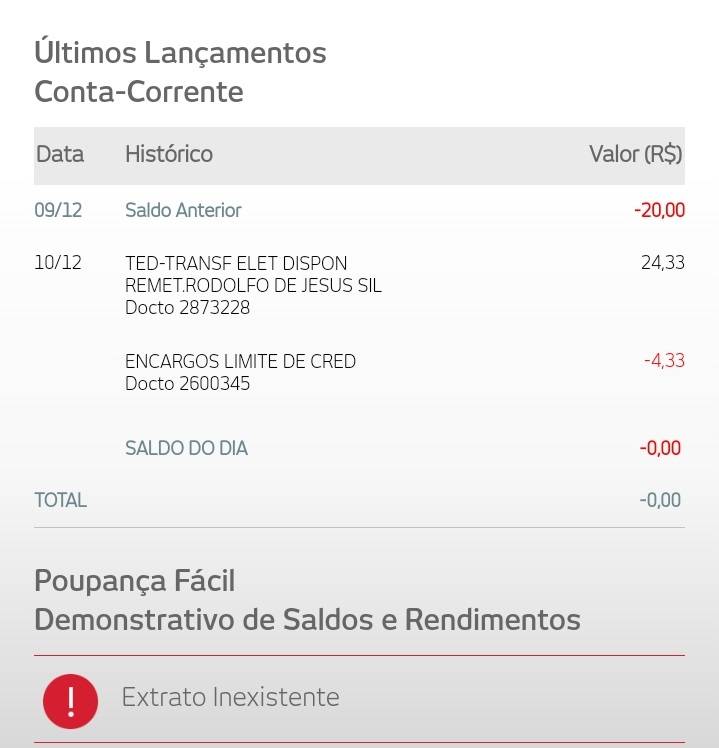 Últimos Lançamentos
Conta-Corrente
Data Histórico Valor (R$)
09/12 Saldo Anterior -20,00
10/12 TED-TRANSF ELET DISPON 24,33
REMET.RODOLFO DE JESUS SIL
Docto 2873228
ENCARGOS LIMITE DE CRED -4,33
Docto 2600345
SALDO DO DIA -0,00
TOTAL -0,00
Poupança Fácil
Demonstrativo de Saldos e Rendimentos
! Extrato Inexistente